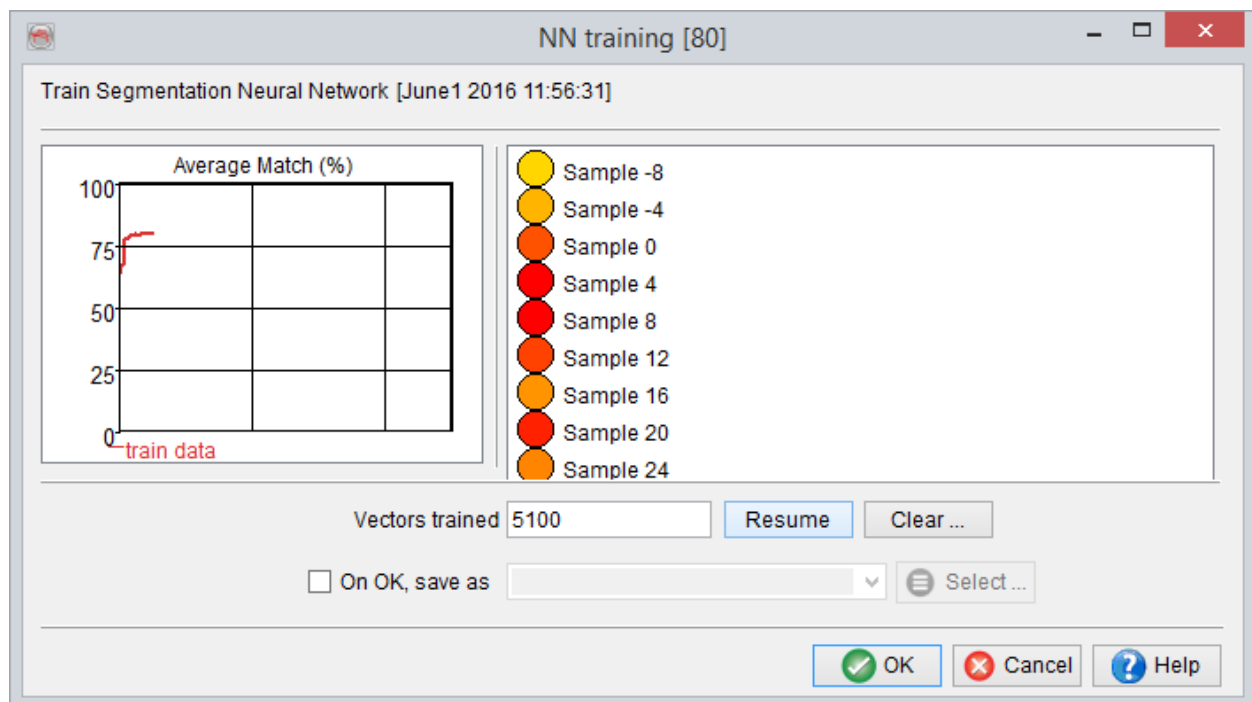 NN training [80]
Train Segmentation Neural Network [June1 2016 11:56:31]
Average Match (%)
100
75
50
25
0
train data
Sample -8
Sample -4
Sample 0
Sample 4
Sample 8
Sample 12
Sample 16
Sample 20
Sample 24
Vectors trained 5100 Resume Clear ...
On OK, save as Select ...
OK Cancel Help